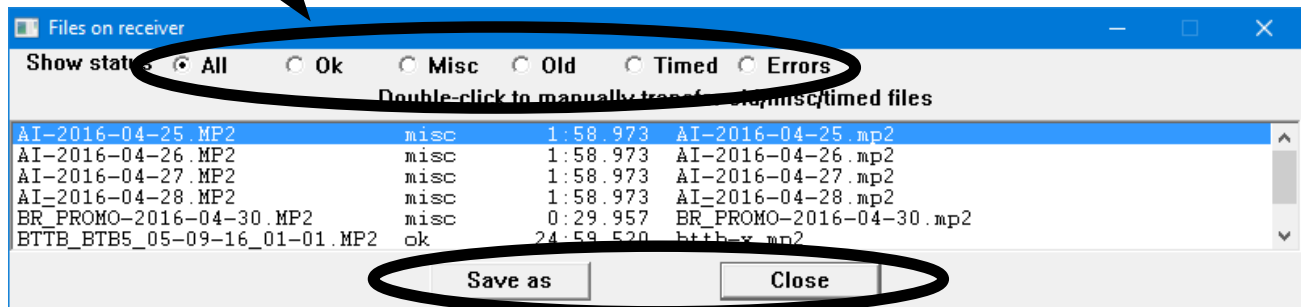 Files on receiver
Show status All Ok Misc Old Timed Errors
Double-click to manually transfer old/misc/timed files
AI-2016-04-25.MP2 misc 1:58.973 AI-2016-04-25.mp2
AI-2016-04-26.MP2 misc 1:58.973 AI-2016-04-26.mp2
AI-2016-04-27.MP2 misc 1:58.973 AI-2016-04-27.mp2
AI-2016-04-28.MP2 misc 1:58.973 AI-2016-04-28.mp2
BR_PROMO-2016-04-30.MP2 misc 0:29.957 BR_PROMO-2016-04-30.mp2
BTTB_BTB5_05-09-16_01-01.MP2 ok 24:59.520 bttb-x.mp2
Save as Close